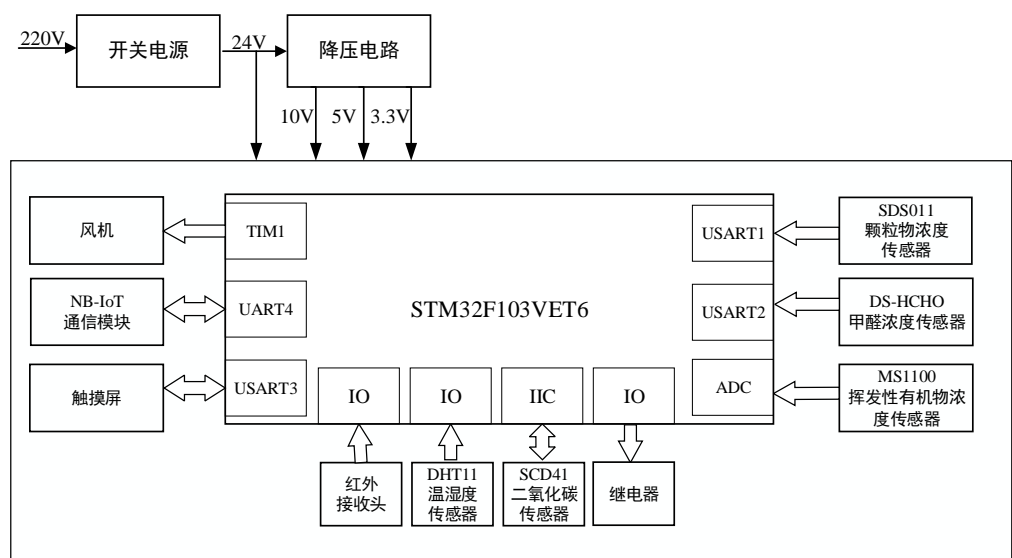 220V
开关电源
24V
降压电路
10V
5V
3.3V
风机
TIM1
USART1
SDS011
颗粒物浓度
传感器
NB-IoT
通信模块
UART4
STM32F103VET6
USART2
DS-HCHO
甲醛浓度传感器
触摸屏
USART3
IO
IO
IIC
IO
ADC
MS1100
挥发性有机物浓
度传感器
红外
接收头
DHT11
温湿度
传感器
SCD41
二氧化碳
传感器
继电器